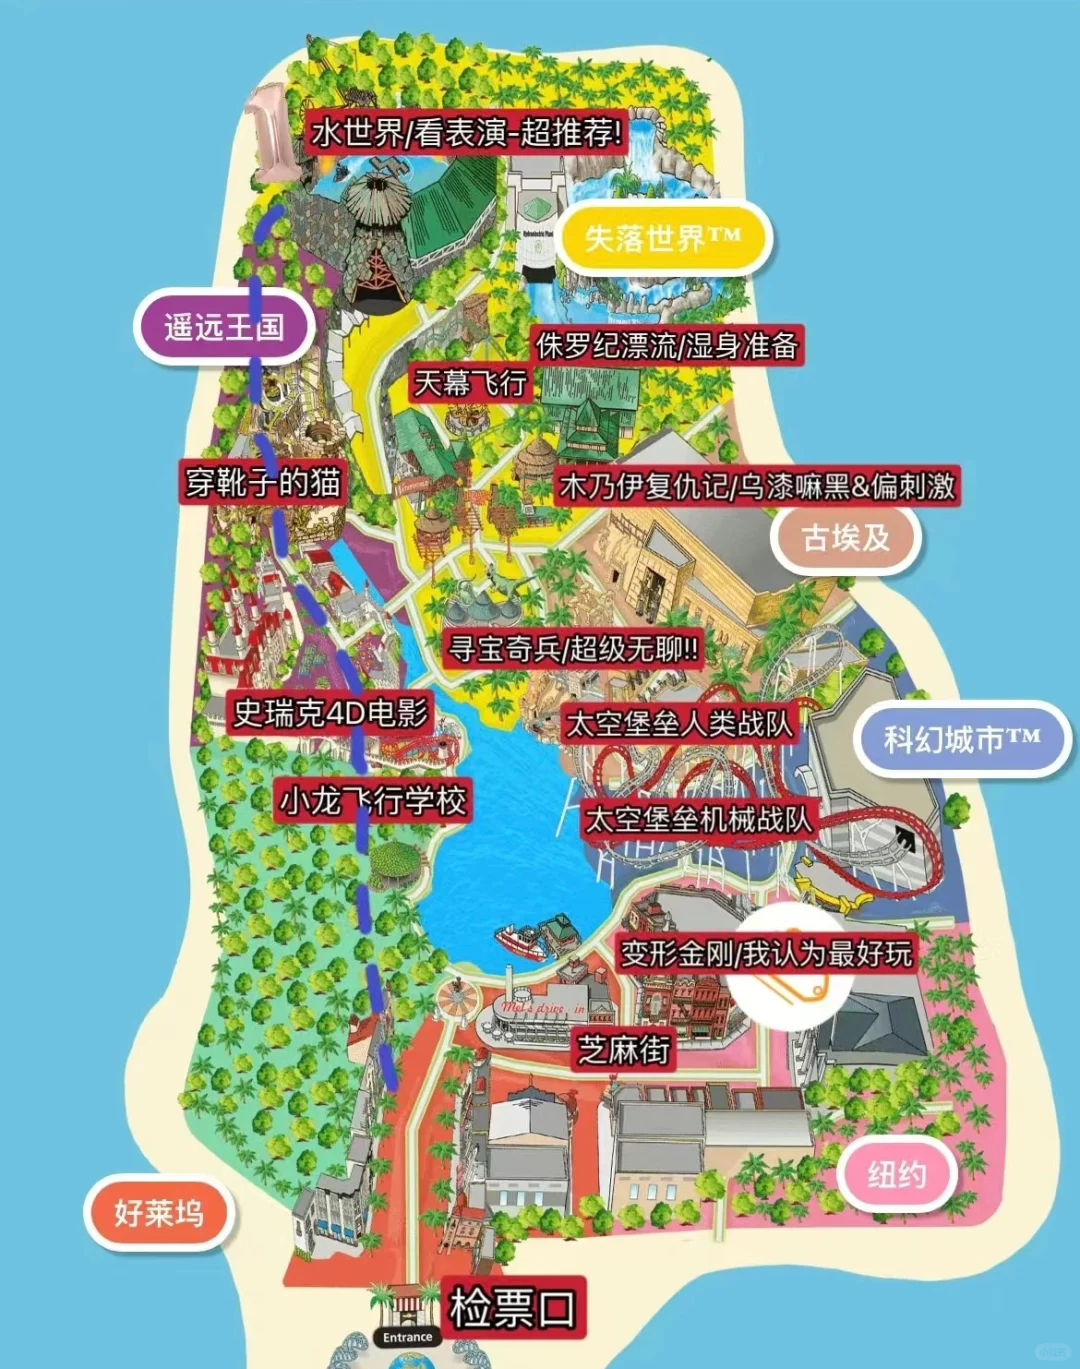 1
水世界/看表演-超推荐!
失落世界™
Hydroelectric Plant
遥远王国
侏罗纪漂流/湿身准备
天幕飞行
穿靴子的猫
木乃伊复仇记/乌漆嘛黑&偏刺激
古埃及
寻宝奇兵/超级无聊!!
史瑞克4D电影
太空堡垒人类战队
科幻城市™
小龙飞行学校
太空堡垒机械战队
变形金刚/我认为最好玩
Mel's drive in
芝麻街
纽约
好莱坞
检票口
Entrance